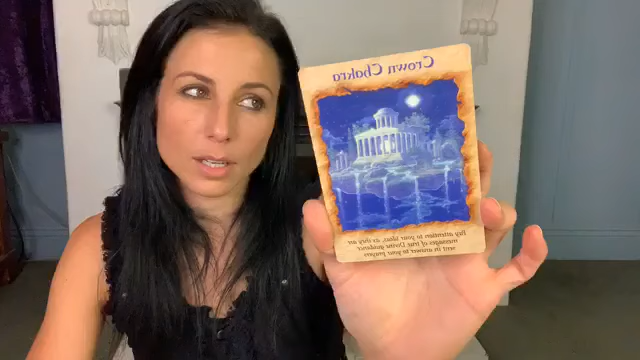 Crown Chakra
Pay attention to your ideas, as they are
messages of true Divine guidance
sent in answer to your prayers